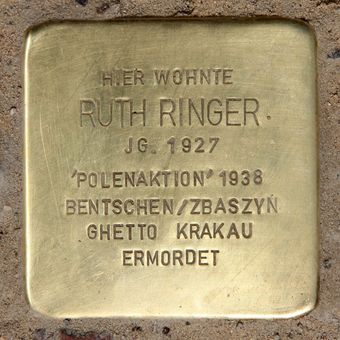 HIER WOHNTE
RUTH RINGER
JG. 1927
'POLENAKTION' 1938
BENTSCHEN/ZBASZYŃ
GHETTO KRAKAU
ERMORDET